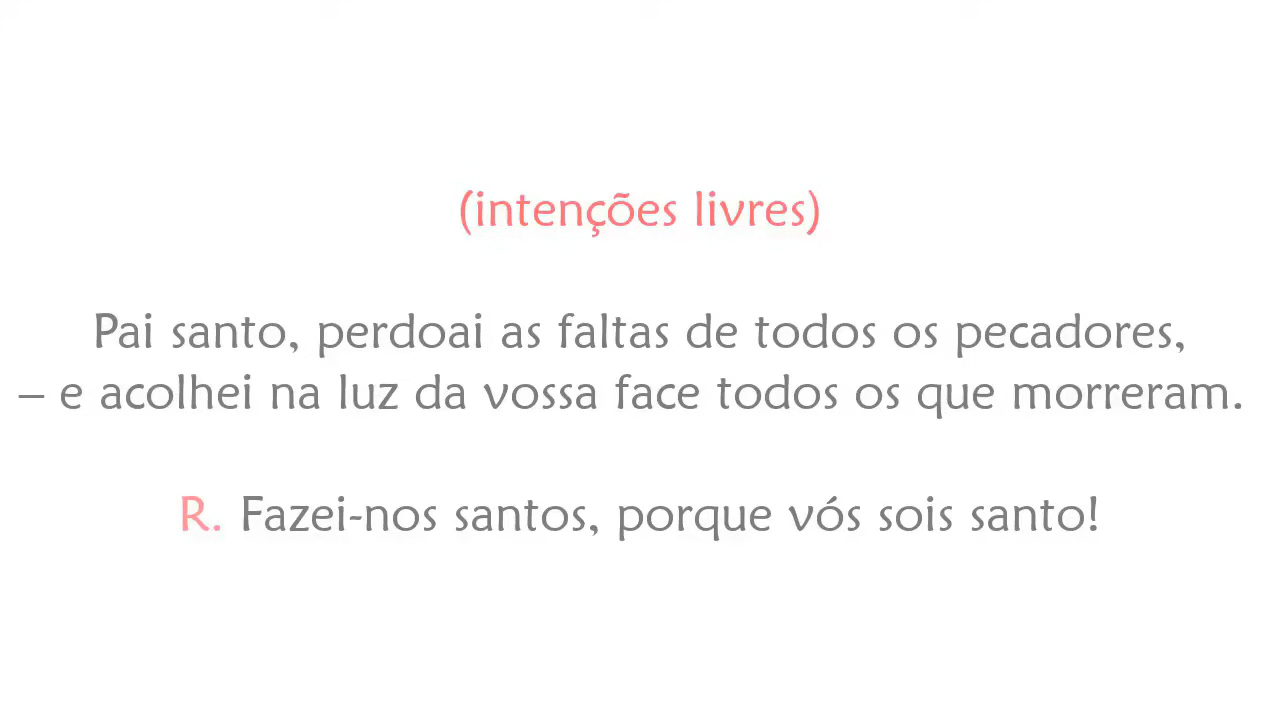 (intenções livres)
Pai santo, perdoai as faltas de todos os pecadores,
– e acolhei na luz da vossa face todos os que morreram.
R. Fazei-nos santos, porque vós sois santo!